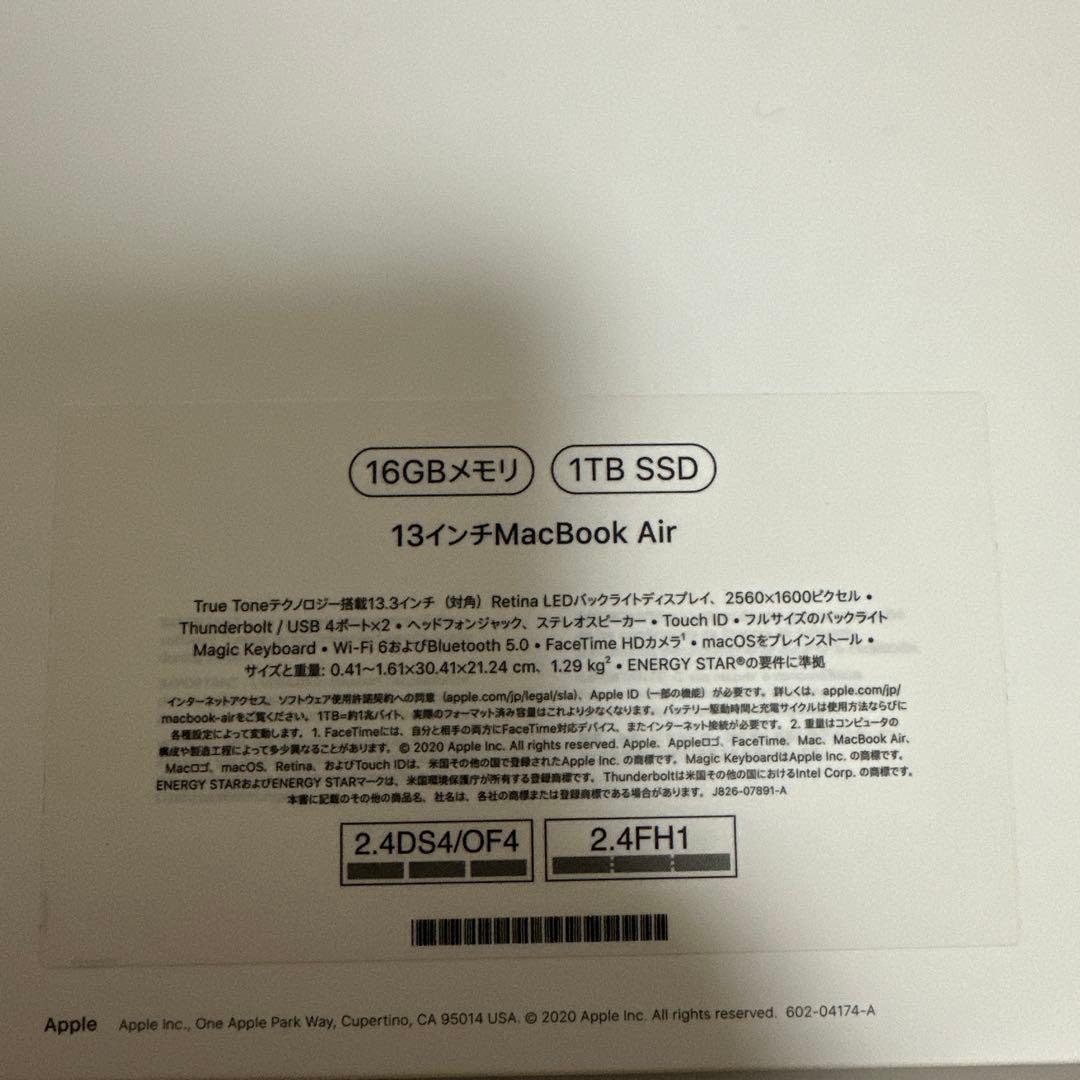 16GBメモリ 1TB SSD
13インチMacBook Air
True Toneテクノロジー搭載13.3インチ（対角）Retina LEDバックライトディスプレイ、2560×1600ピクセル •
Thunderbolt / USB 4ポート×2 • ヘッドフォンジャック、ステレオスピーカー • Touch ID • フルサイズのバックライト
Magic Keyboard • Wi-Fi 6およびBluetooth 5.0 • FaceTime HDカメラ¹ • macOSをプレインストール •
サイズと重量: 0.41〜1.61×30.41×21.24 cm、1.29 kg² • ENERGY STAR®の要件に準拠
インターネットアクセス、ソフトウェア使用許諾契約への同意（apple.com/jp/legal/sla）、Apple ID（一部の機能）が必要です。詳しくは、apple.com/jp/
macbook-airをご覧ください。1TB=約1兆バイト、実際のフォーマット済み容量はこれより少なくなります。バッテリー駆動時間と充電サイクルは使用方法ならびに
各種設定によって変動します。1. FaceTimeには、自分と相手の両方にFaceTime対応デバイス、またインターネット接続が必要です。2. 重量はコンピュータの
構成や製造工程によって多少異なることがあります。© 2020 Apple Inc. All rights reserved. Apple、Appleロゴ、FaceTime、Mac、MacBook Air、
Macロゴ、macOS、Retina、およびTouch IDは、米国その他の国で登録されたApple Inc. の商標です。Magic KeyboardはApple Inc. の商標です。
ENERGY STARおよびENERGY STARマークは、米国環境保護庁が所有する登録商標です。Thunderboltは米国その他の国におけるIntel Corp. の商標です。
本書に記載のその他の商品名、社名は、各社の商標または登録商標である場合があります。J826-07891-A
2.4DS4/OF4 2.4FH1
Apple Apple Inc., One Apple Park Way, Cupertino, CA 95014 USA. © 2020 Apple Inc. All rights reserved. 602-04174-A